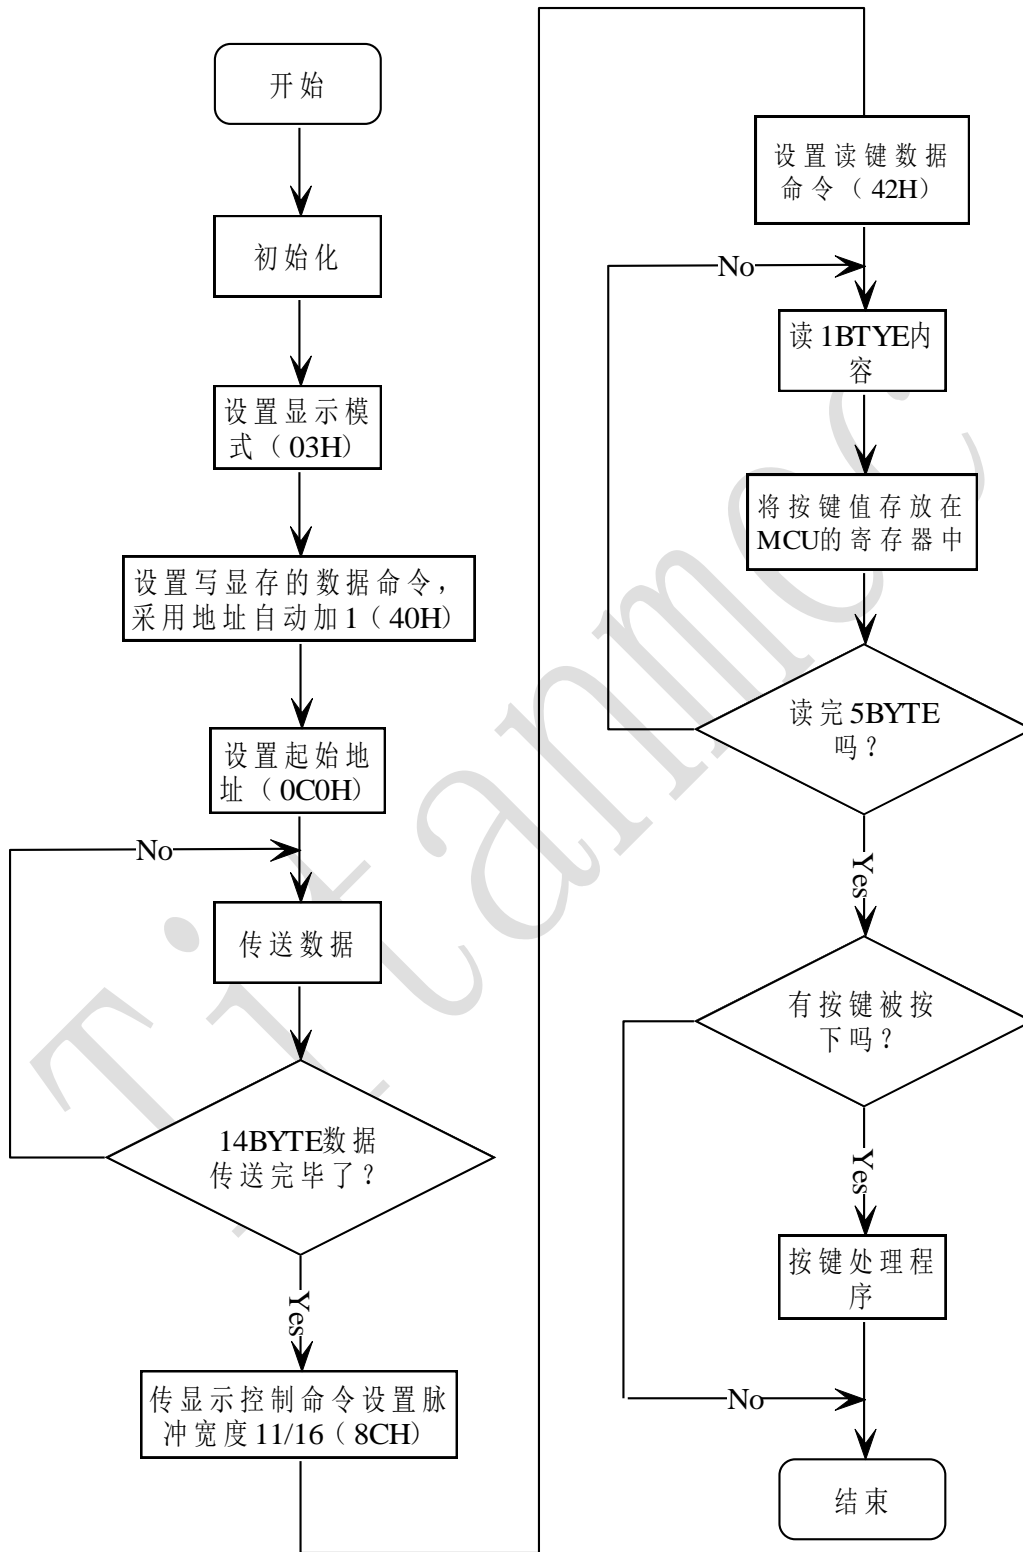 开始
初始化
设置显示模
式（03H）
设置写显存的数据命令，
采用地址自动加1（40H）
设置起始地
址（0C0H）
No
传送数据
14BYTE数据
传送完毕了？
Yes
传显示控制命令设置脉
冲宽度11/16（8CH）
设置读键数据
命令（42H）
No
读1BTYE内
容
将按键值存放在
MCU的寄存器中
读完5BYTE
吗？
Yes
有按键被按
下吗？
Yes
按键处理程
序
No
结束
Titanmec